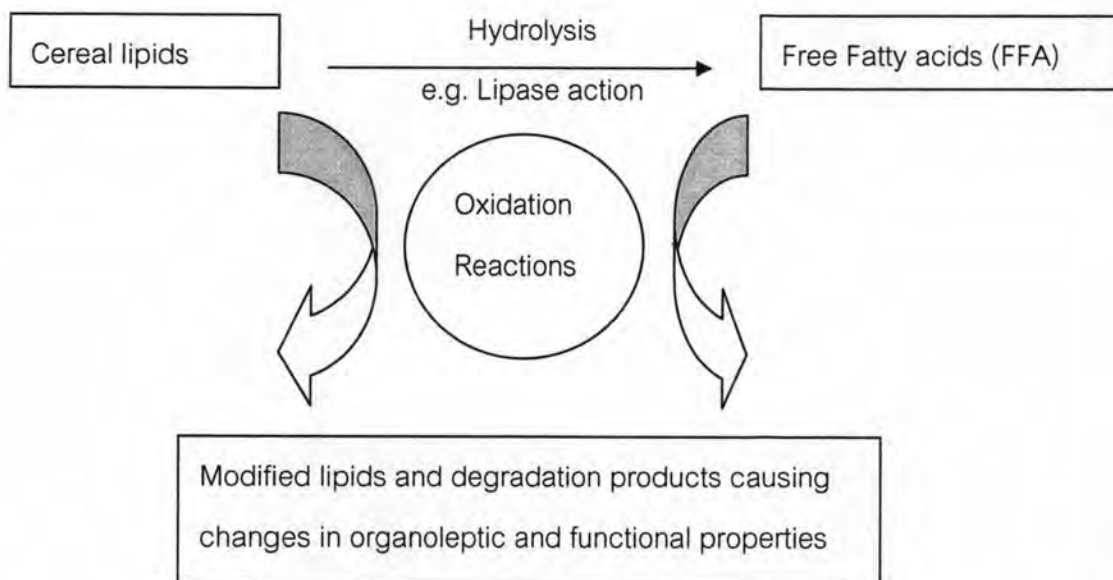 Cereal lipids
Hydrolysis
e.g. Lipase action
Free Fatty acids (FFA)
Oxidation
Reactions
Modified lipids and degradation products causing
changes in organoleptic and functional properties